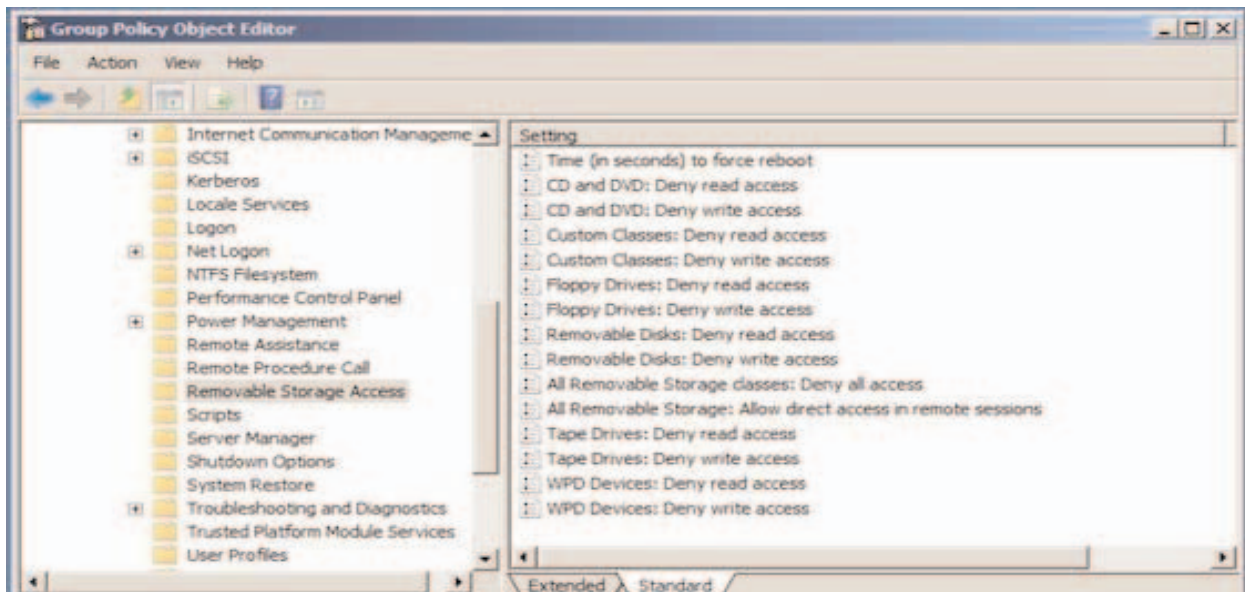 Group Policy Object Editor
File Action View Help
Internet Communication Manageme
iSCSI
Kerberos
Locale Services
Logon
Net Logon
NTFS Filesystem
Performance Control Panel
Power Management
Remote Assistance
Remote Procedure Call
Removable Storage Access
Scripts
Server Manager
Shutdown Options
System Restore
Troubleshooting and Diagnostics
Trusted Platform Module Services
User Profiles
Setting
Time (in seconds) to force reboot
CD and DVD: Deny read access
CD and DVD: Deny write access
Custom Classes: Deny read access
Custom Classes: Deny write access
Floppy Drives: Deny read access
Floppy Drives: Deny write access
Removable Disks: Deny read access
Removable Disks: Deny write access
All Removable Storage classes: Deny all access
All Removable Storage: Allow direct access in remote sessions
Tape Drives: Deny read access
Tape Drives: Deny write access
WPD Devices: Deny read access
WPD Devices: Deny write access
Extended Standard